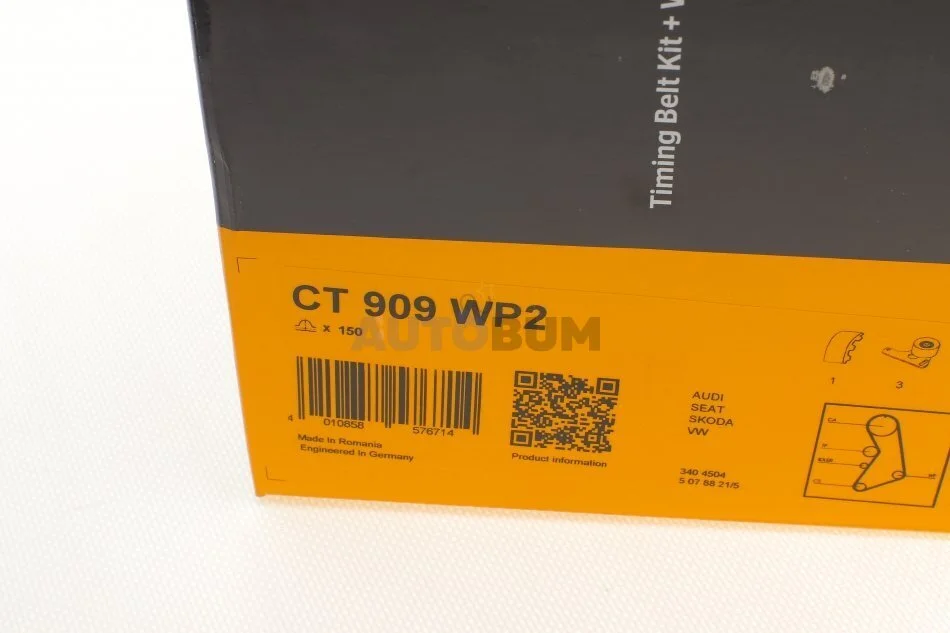 Timing Belt Kit +
CT 909 WP2
x 150
AUTOBUM
4 010858 576714
Made in Romania
Engineered in Germany
Product information
AUDI
SEAT
SKODA
VW
340 4504
5 07 88 21/5
1
3